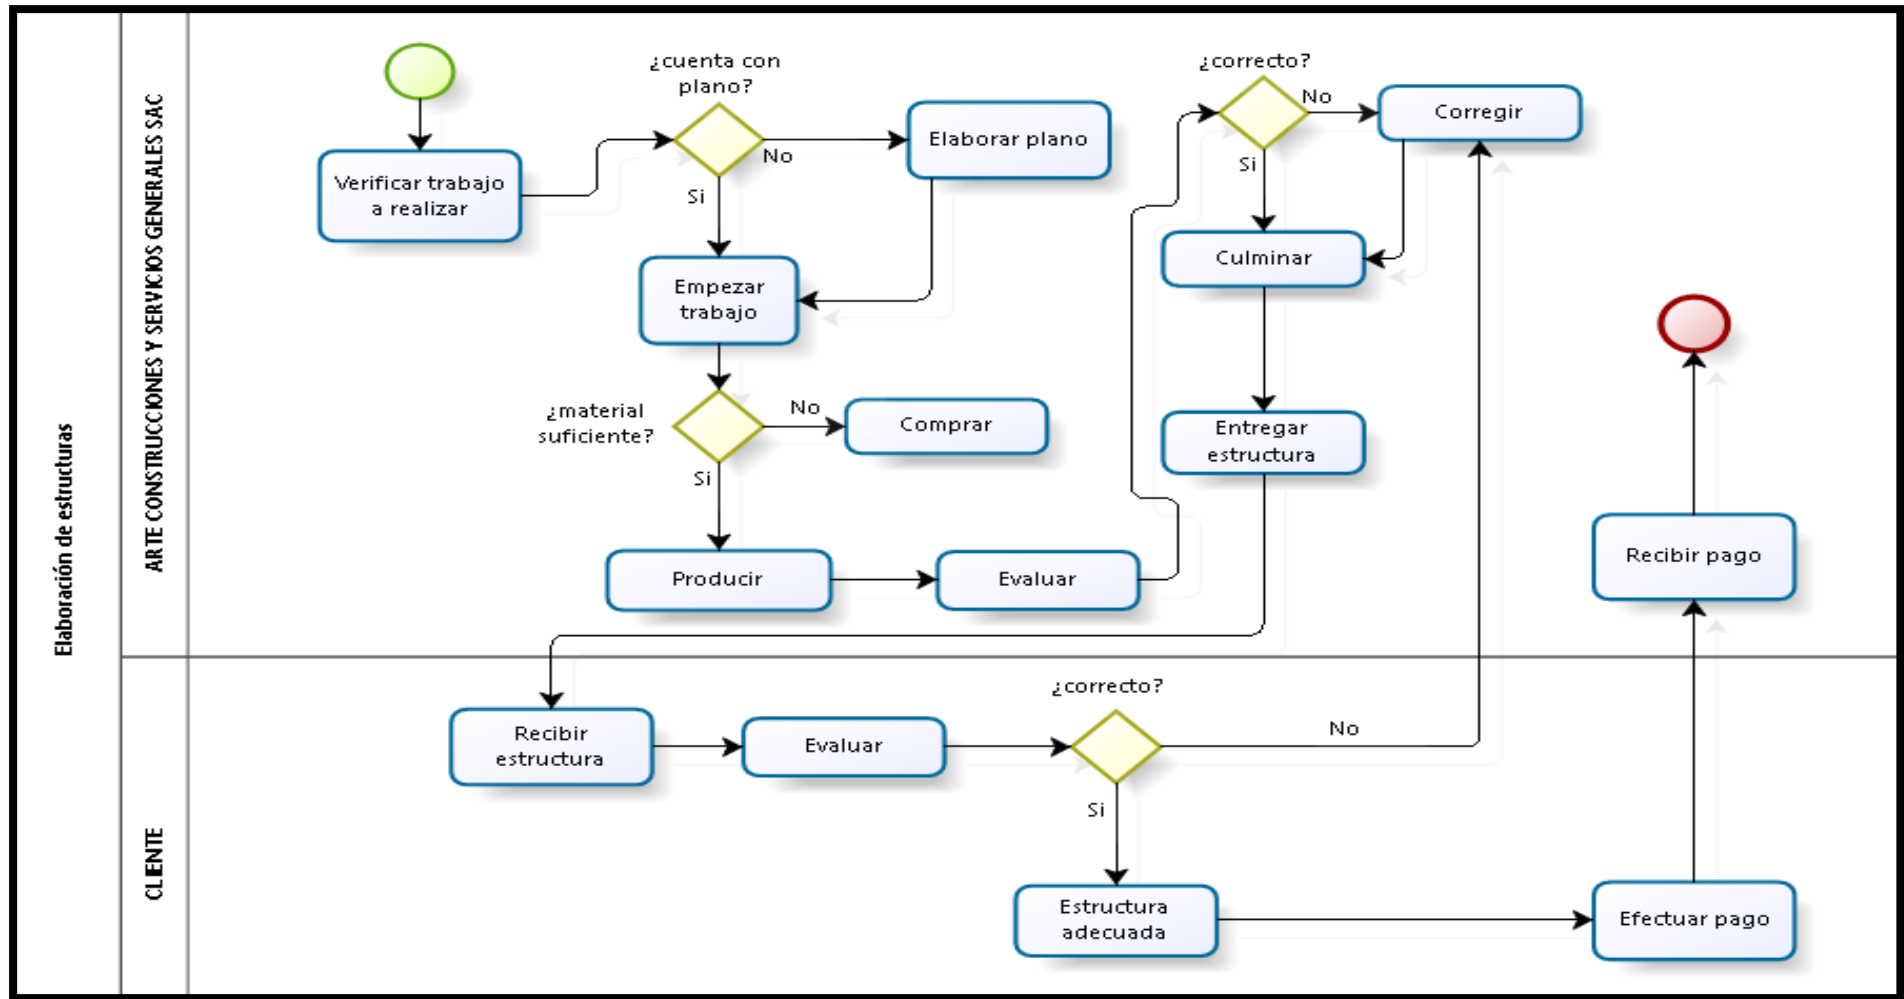 Elaboración de estructuras
ARTE CONSTRUCCIONES Y SERVICIOS GENERALES SAC
Verificar trabajo
a realizar
¿cuenta con
plano?
No
Si
Elaborar plano
Empezar
trabajo
¿material
suficiente?
No
Si
Comprar
Producir
Evaluar
¿correcto?
No
Si
Corregir
Culminar
Entregar
estructura
Recibir pago
CLIENTE
Recibir
estructura
Evaluar
¿correcto?
No
Si
Estructura
adecuada
Efectuar pago